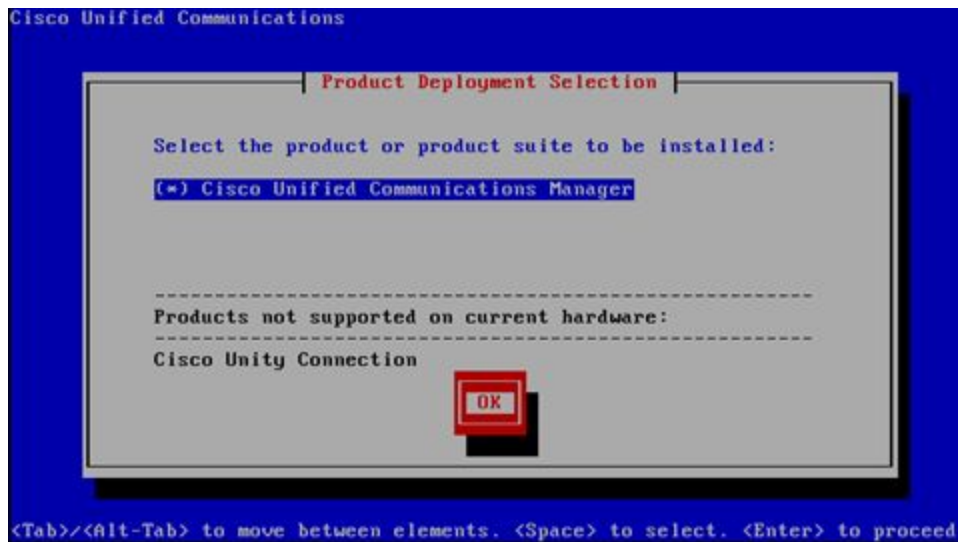 Cisco Unified Communications
Product Deployment Selection
Select the product or product suite to be installed:
(*) Cisco Unified Communications Manager
-------------------------------------------------------
Products not supported on current hardware:
-------------------------------------------------------
Cisco Unity Connection
OK
<Tab>/<Alt-Tab> to move between elements. <Space> to select. <Enter> to proceed